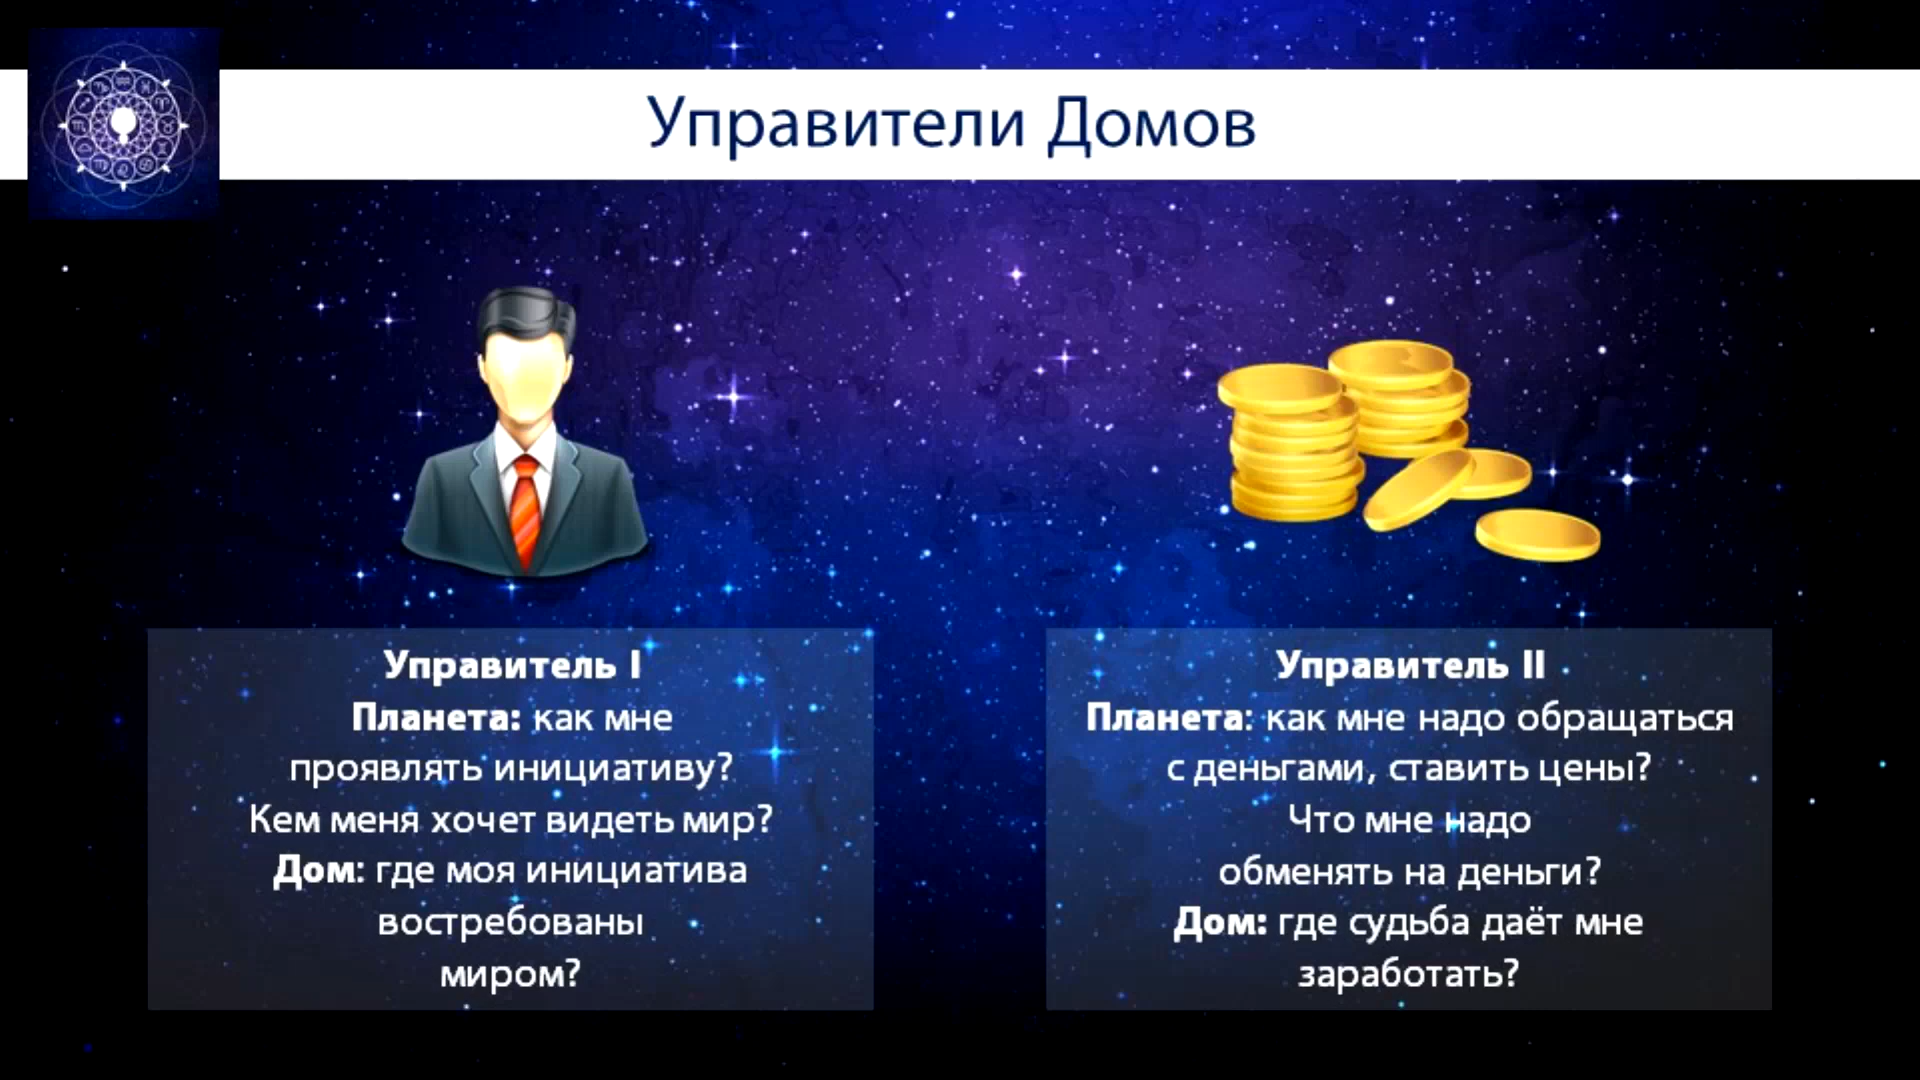 Управители Домов
Управитель I
Планета: как мне
проявлять инициативу?
Кем меня хочет видеть мир?
Дом: где моя инициатива
востребованы
миром?
Управитель II
Планета: как мне надо обращаться
с деньгами, ставить цены?
Что мне надо
обменять на деньги?
Дом: где судьба даёт мне
заработать?